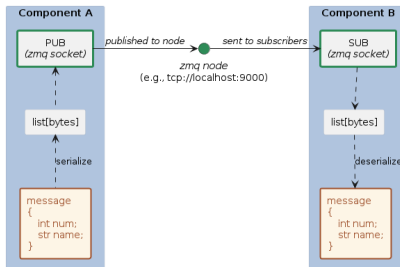 Component A
PUB
(zmq socket)
list[bytes]
serialize
message
{
int num;
str name;
}
published to node
sent to subscribers
zmq node
(e.g., tcp://localhost:9000)
Component B
SUB
(zmq socket)
list[bytes]
deserialize
message
{
int num;
str name;
}